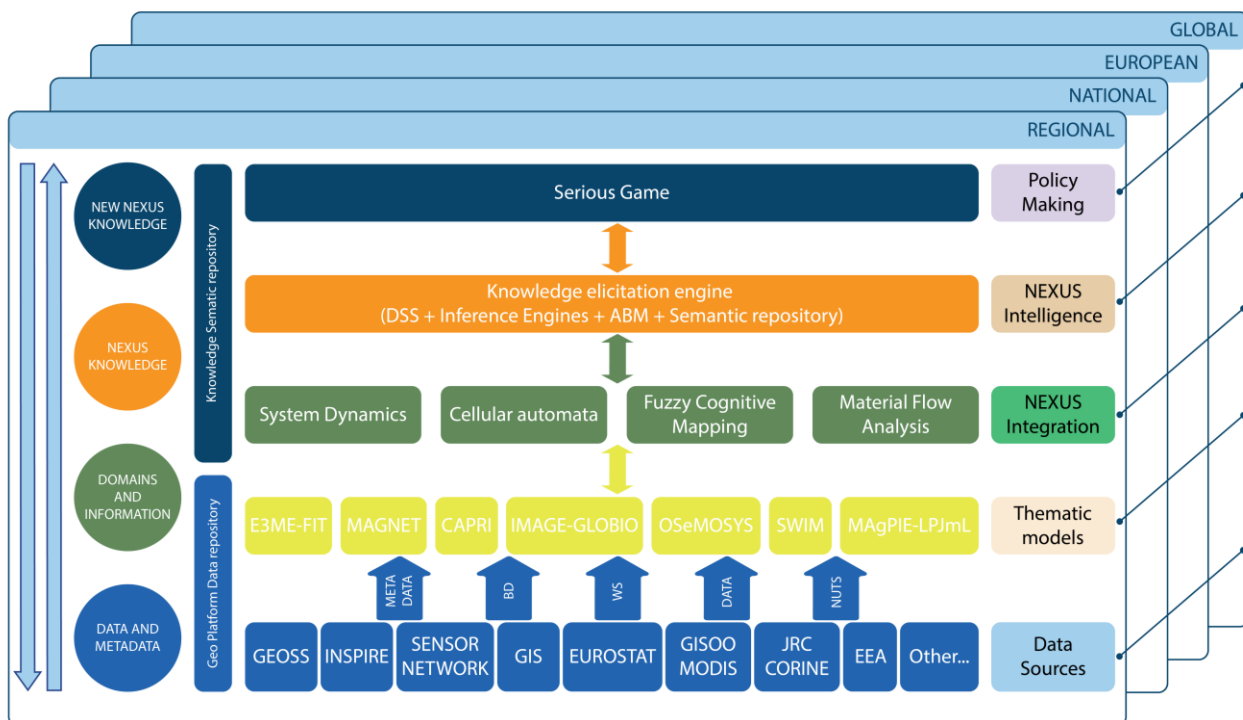 GLOBAL
EUROPEAN
NATIONAL
REGIONAL
NEW NEXUS
KNOWLEDGE
NEXUS
KNOWLEDGE
DOMAINS
AND
INFORMATION
DATA AND
METADATA
Knowledge Sematic repository
Geo Platform Data repository
Serious Game
Policy
Making
Knowledge elicitation engine
(DSS + Inference Engines + ABM + Semantic repository)
NEXUS
Intelligence
System Dynamics
Cellular automata
Fuzzy Cognitive
Mapping
Material Flow
Analysis
NEXUS
Integration
E3ME-FIT
MAGNET
CAPRI
IMAGE-GLOBIO
OSeMOSYS
SWIM
MAgPIE-LPJmL
Thematic
models
META
DATA
BD
WS
DATA
NUTS
GEOSS
INSPIRE
SENSOR
NETWORK
GIS
EUROSTAT
GISOO
MODIS
JRC
CORINE
EEA
Other...
Data
Sources